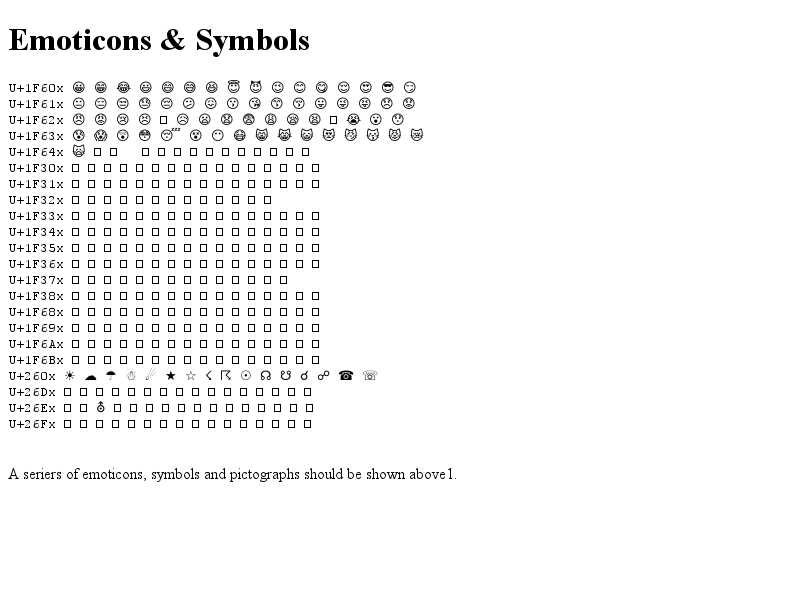 Emoticons & Symbols
U+1F60x 😀 😁 😂 😃 😄 😅 😆 😇 😈 😉 😊 😋 😌 😍 😎 😏
U+1F61x 😐 😑 😒 😓 😔 😕 😖 😗 😘 😙 😚 😛 😜 😝 😞 😟
U+1F62x 😠 😡 😢 😣 □ 😥 😦 😧 😨 😩 😪 😫 □ 😭 😮 😯
U+1F63x 😰 😱 😲 😳 😴 😵 😶 😷 😸 😹 😺 😻 😼 😽 😾 😿
U+1F64x 🙀 □ □ □ □ □ □ □ □ □ □ □ □ □
U+1F30x □ □ □ □ □ □ □ □ □ □ □ □ □ □ □ □
U+1F31x □ □ □ □ □ □ □ □ □ □ □ □ □ □ □ □
U+1F32x □ □ □ □ □ □ □ □ □ □ □ □ □
U+1F33x □ □ □ □ □ □ □ □ □ □ □ □ □ □ □ □
U+1F34x □ □ □ □ □ □ □ □ □ □ □ □ □ □ □ □
U+1F35x □ □ □ □ □ □ □ □ □ □ □ □ □ □ □ □
U+1F36x □ □ □ □ □ □ □ □ □ □ □ □ □ □ □ □
U+1F37x □ □ □ □ □ □ □ □ □ □ □ □ □ □
U+1F38x □ □ □ □ □ □ □ □ □ □ □ □ □ □ □ □
U+1F68x □ □ □ □ □ □ □ □ □ □ □ □ □ □ □ □
U+1F69x □ □ □ □ □ □ □ □ □ □ □ □ □ □ □ □
U+1F6Ax □ □ □ □ □ □ □ □ □ □ □ □ □ □ □ □
U+1F6Bx □ □ □ □ □ □ □ □ □ □ □ □ □ □ □ □
U+260x ☀ ☁ ☂ ☃ ☄ ★ ☆ ☇ ☈ ☉ ☊ ☋ ☌ ☍ ☎ ☏
U+26Dx □ □ □ □ □ □ □ □ □ □ □ □ □ □ □ □
U+26Ex □ □ ⛢ □ □ □ □ □ □ □ □ □ □ □ □ □
U+26Fx □ □ □ □ □ □ □ □ □ □ □ □ □ □ □ □
A seriers of emoticons, symbols and pictographs should be shown above1.